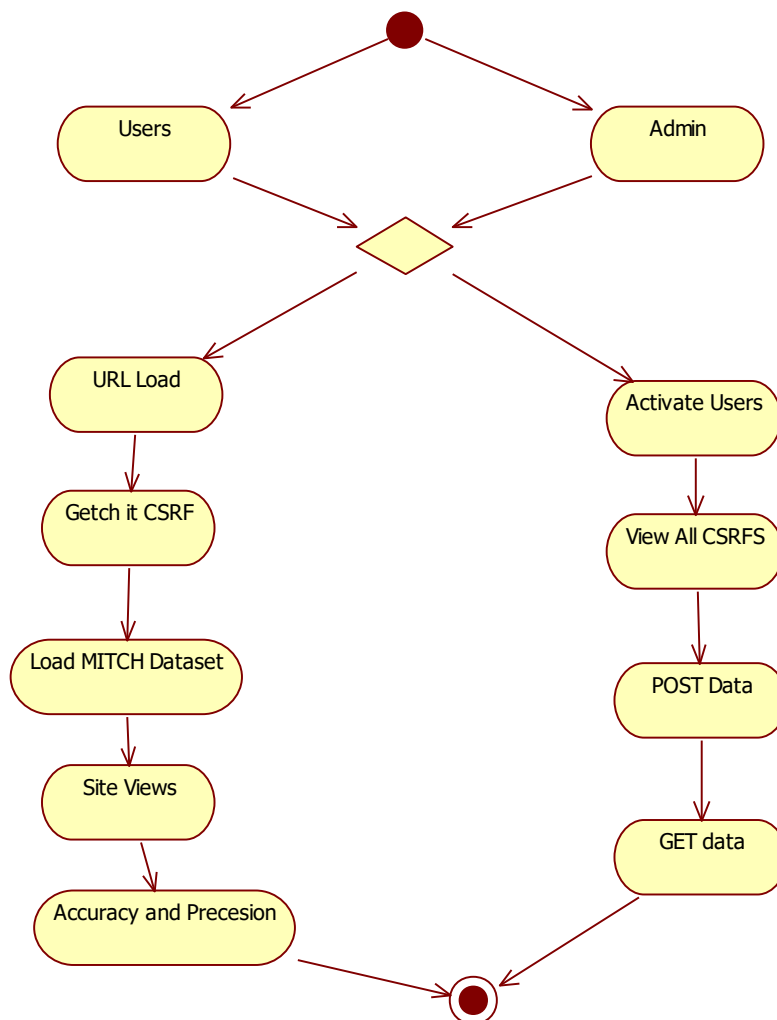 Users
Admin
URL Load
Activate Users
Getch it CSRF
View All CSRFS
Load MITCH Dataset
POST Data
Site Views
GET data
Accuracy and Precesion